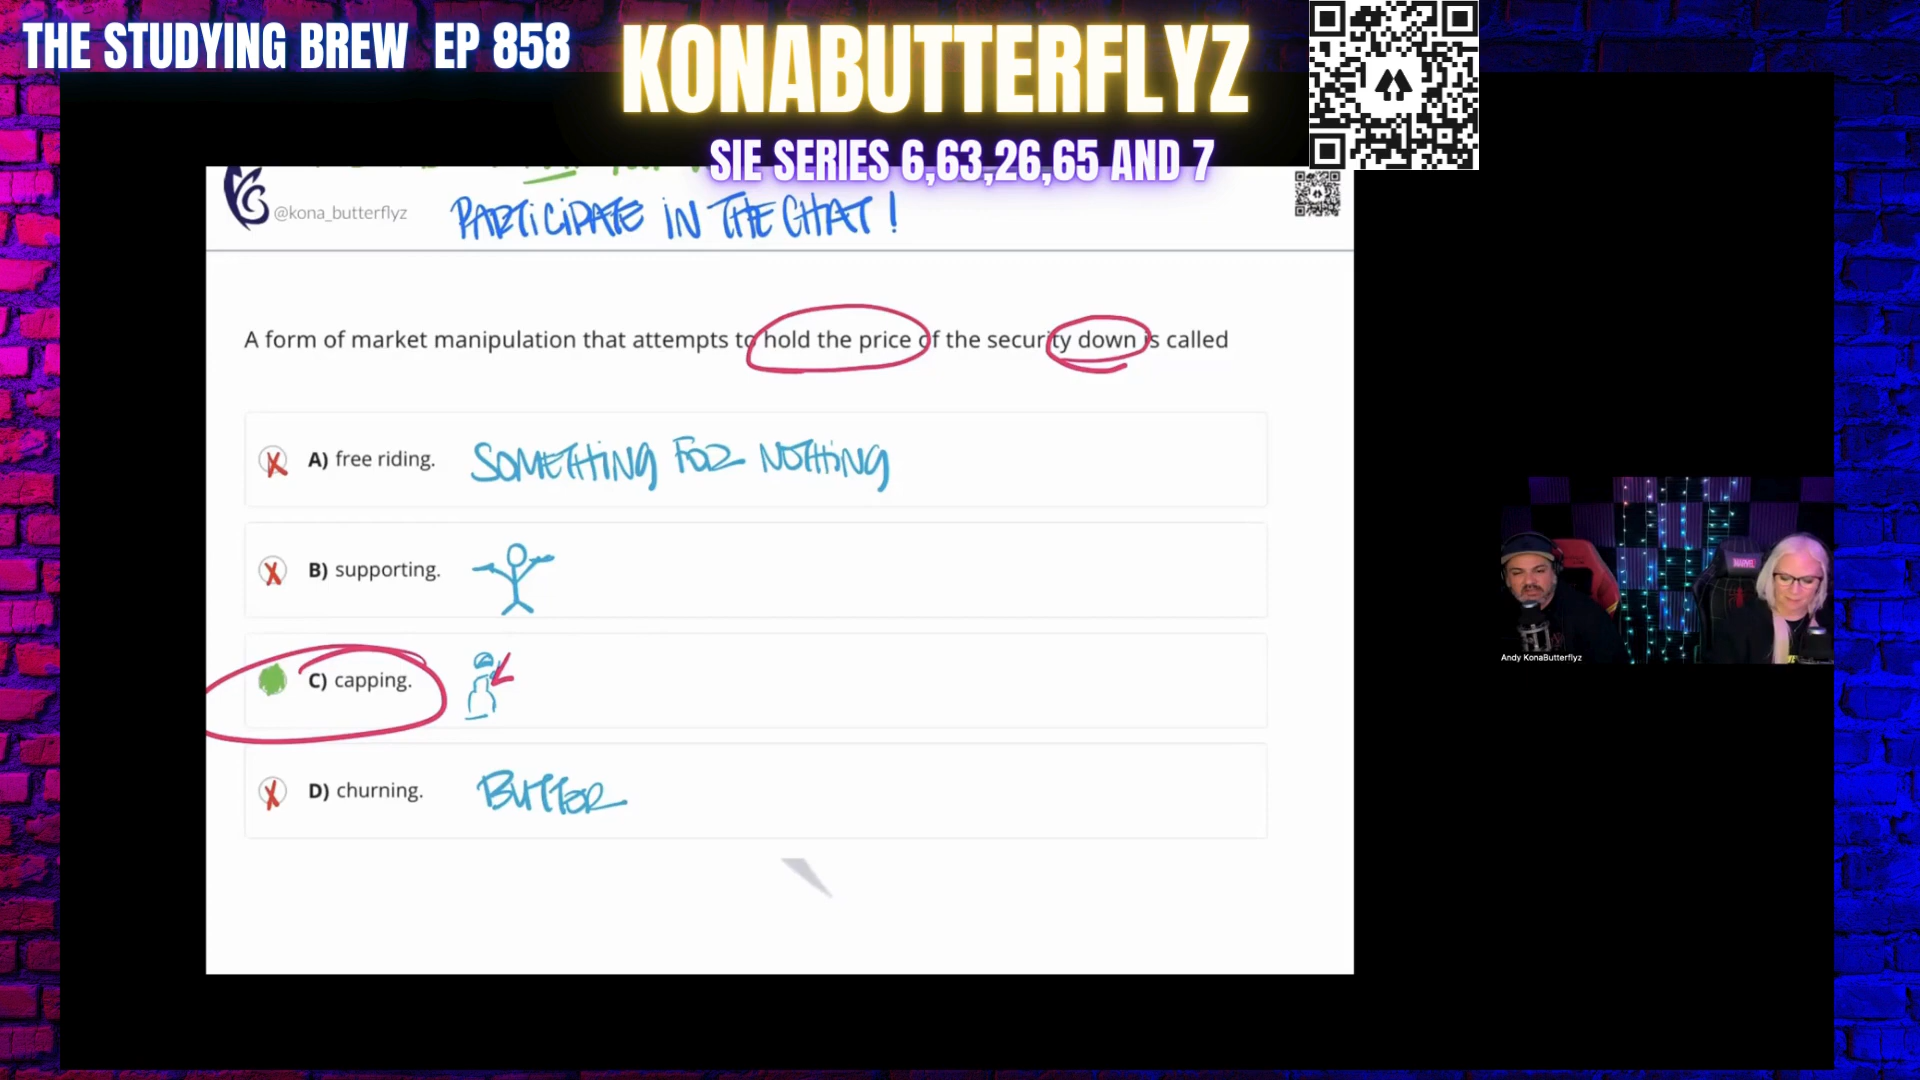 THE STUDYING BREW EP 858
KONABUTTERFLYZ
SIE SERIES 6,63,26,65 AND 7
@kona_butterflyz
PARTICIPATE IN THE CHAT!
A form of market manipulation that attempts to hold the price of the security down is called
A) free riding. SOMETHING FOR NOTHING
B) supporting.
C) capping.
D) churning. BUTTER
MARVEL
Andy KonaButterflyz